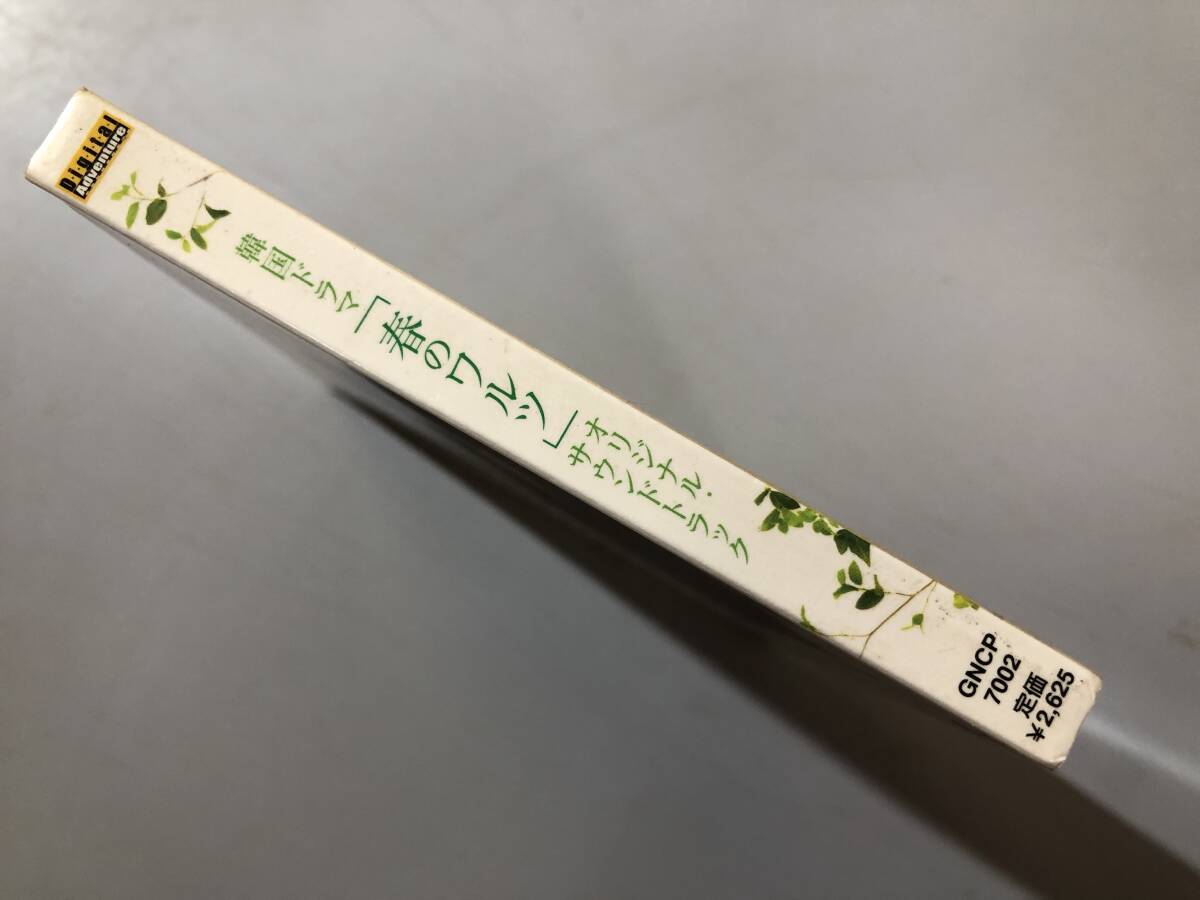 Digital
Adventure
韓国ドラマ
「春のワルツ」
オリジナル・
サウンドトラック
GNCP
7002
定価
¥2,625